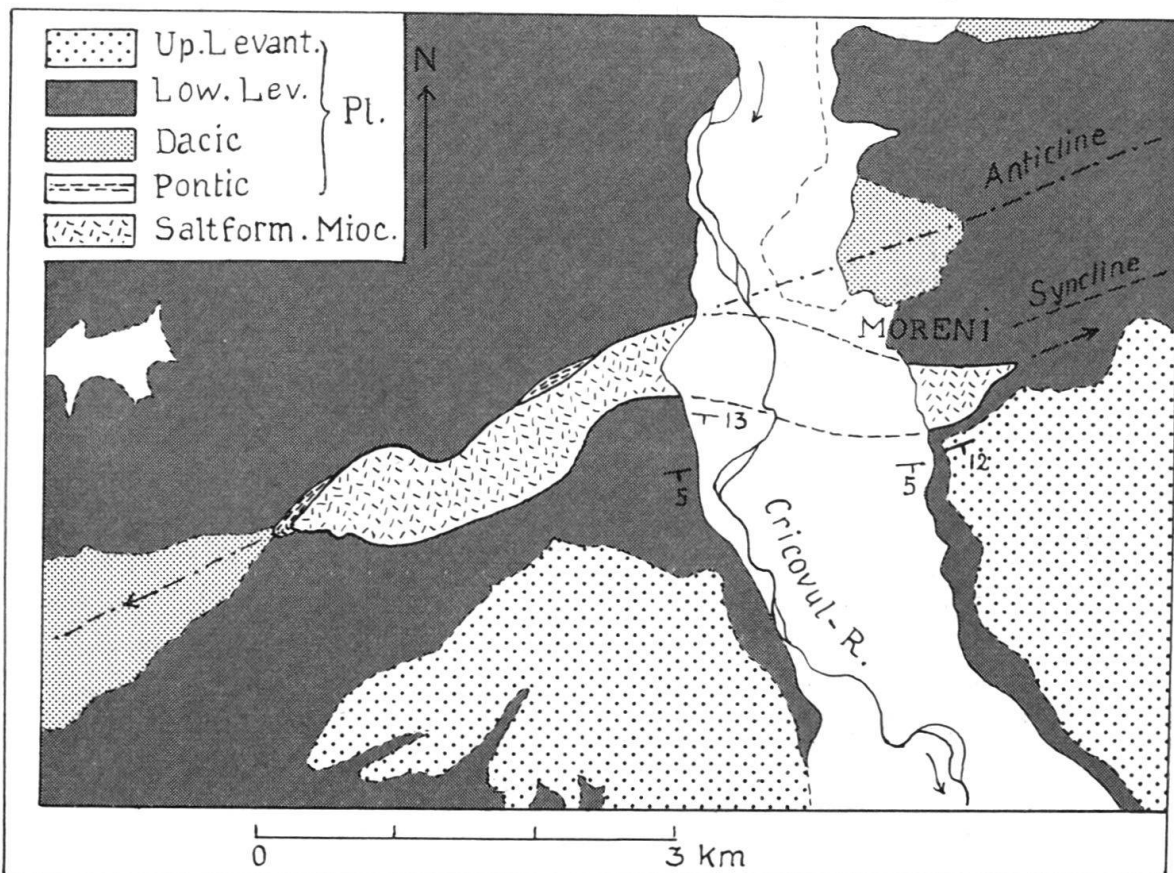 Up. Levant.
Low. Lev.
Dacic
Pontic
Saltform. Mioc.
Pl.
N
Anticline
Syncline
MORENi
13
5
5
12
Cricovul-R.
0
3 km